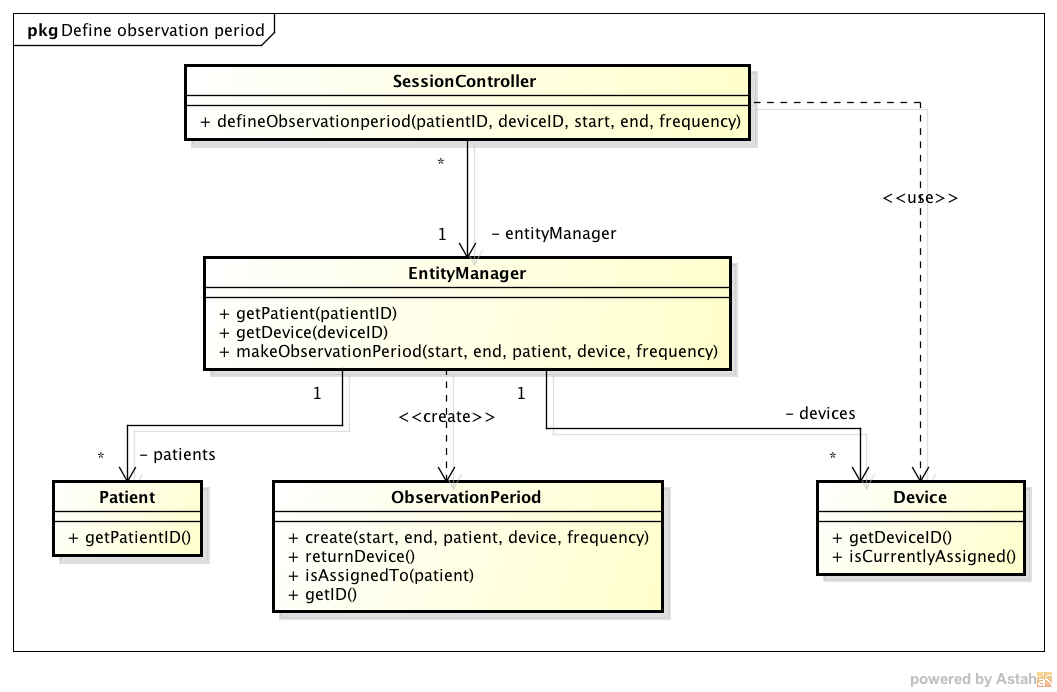 pkg Define observation period
SessionController
+ defineObservationperiod(patientID, deviceID, start, end, frequency)
*
<<use>>
1
- entityManager
EntityManager
+ getPatient(patientID)
+ getDevice(deviceID)
+ makeObservationPeriod(start, end, patient, device, frequency)
1
1
<<create>>
- devices
*
- patients
*
Patient
+ getPatientID()
ObservationPeriod
+ create(start, end, patient, device, frequency)
+ returnDevice()
+ isAssignedTo(patient)
+ getID()
Device
+ getDeviceID()
+ isCurrentlyAssigned()
powered by Astah